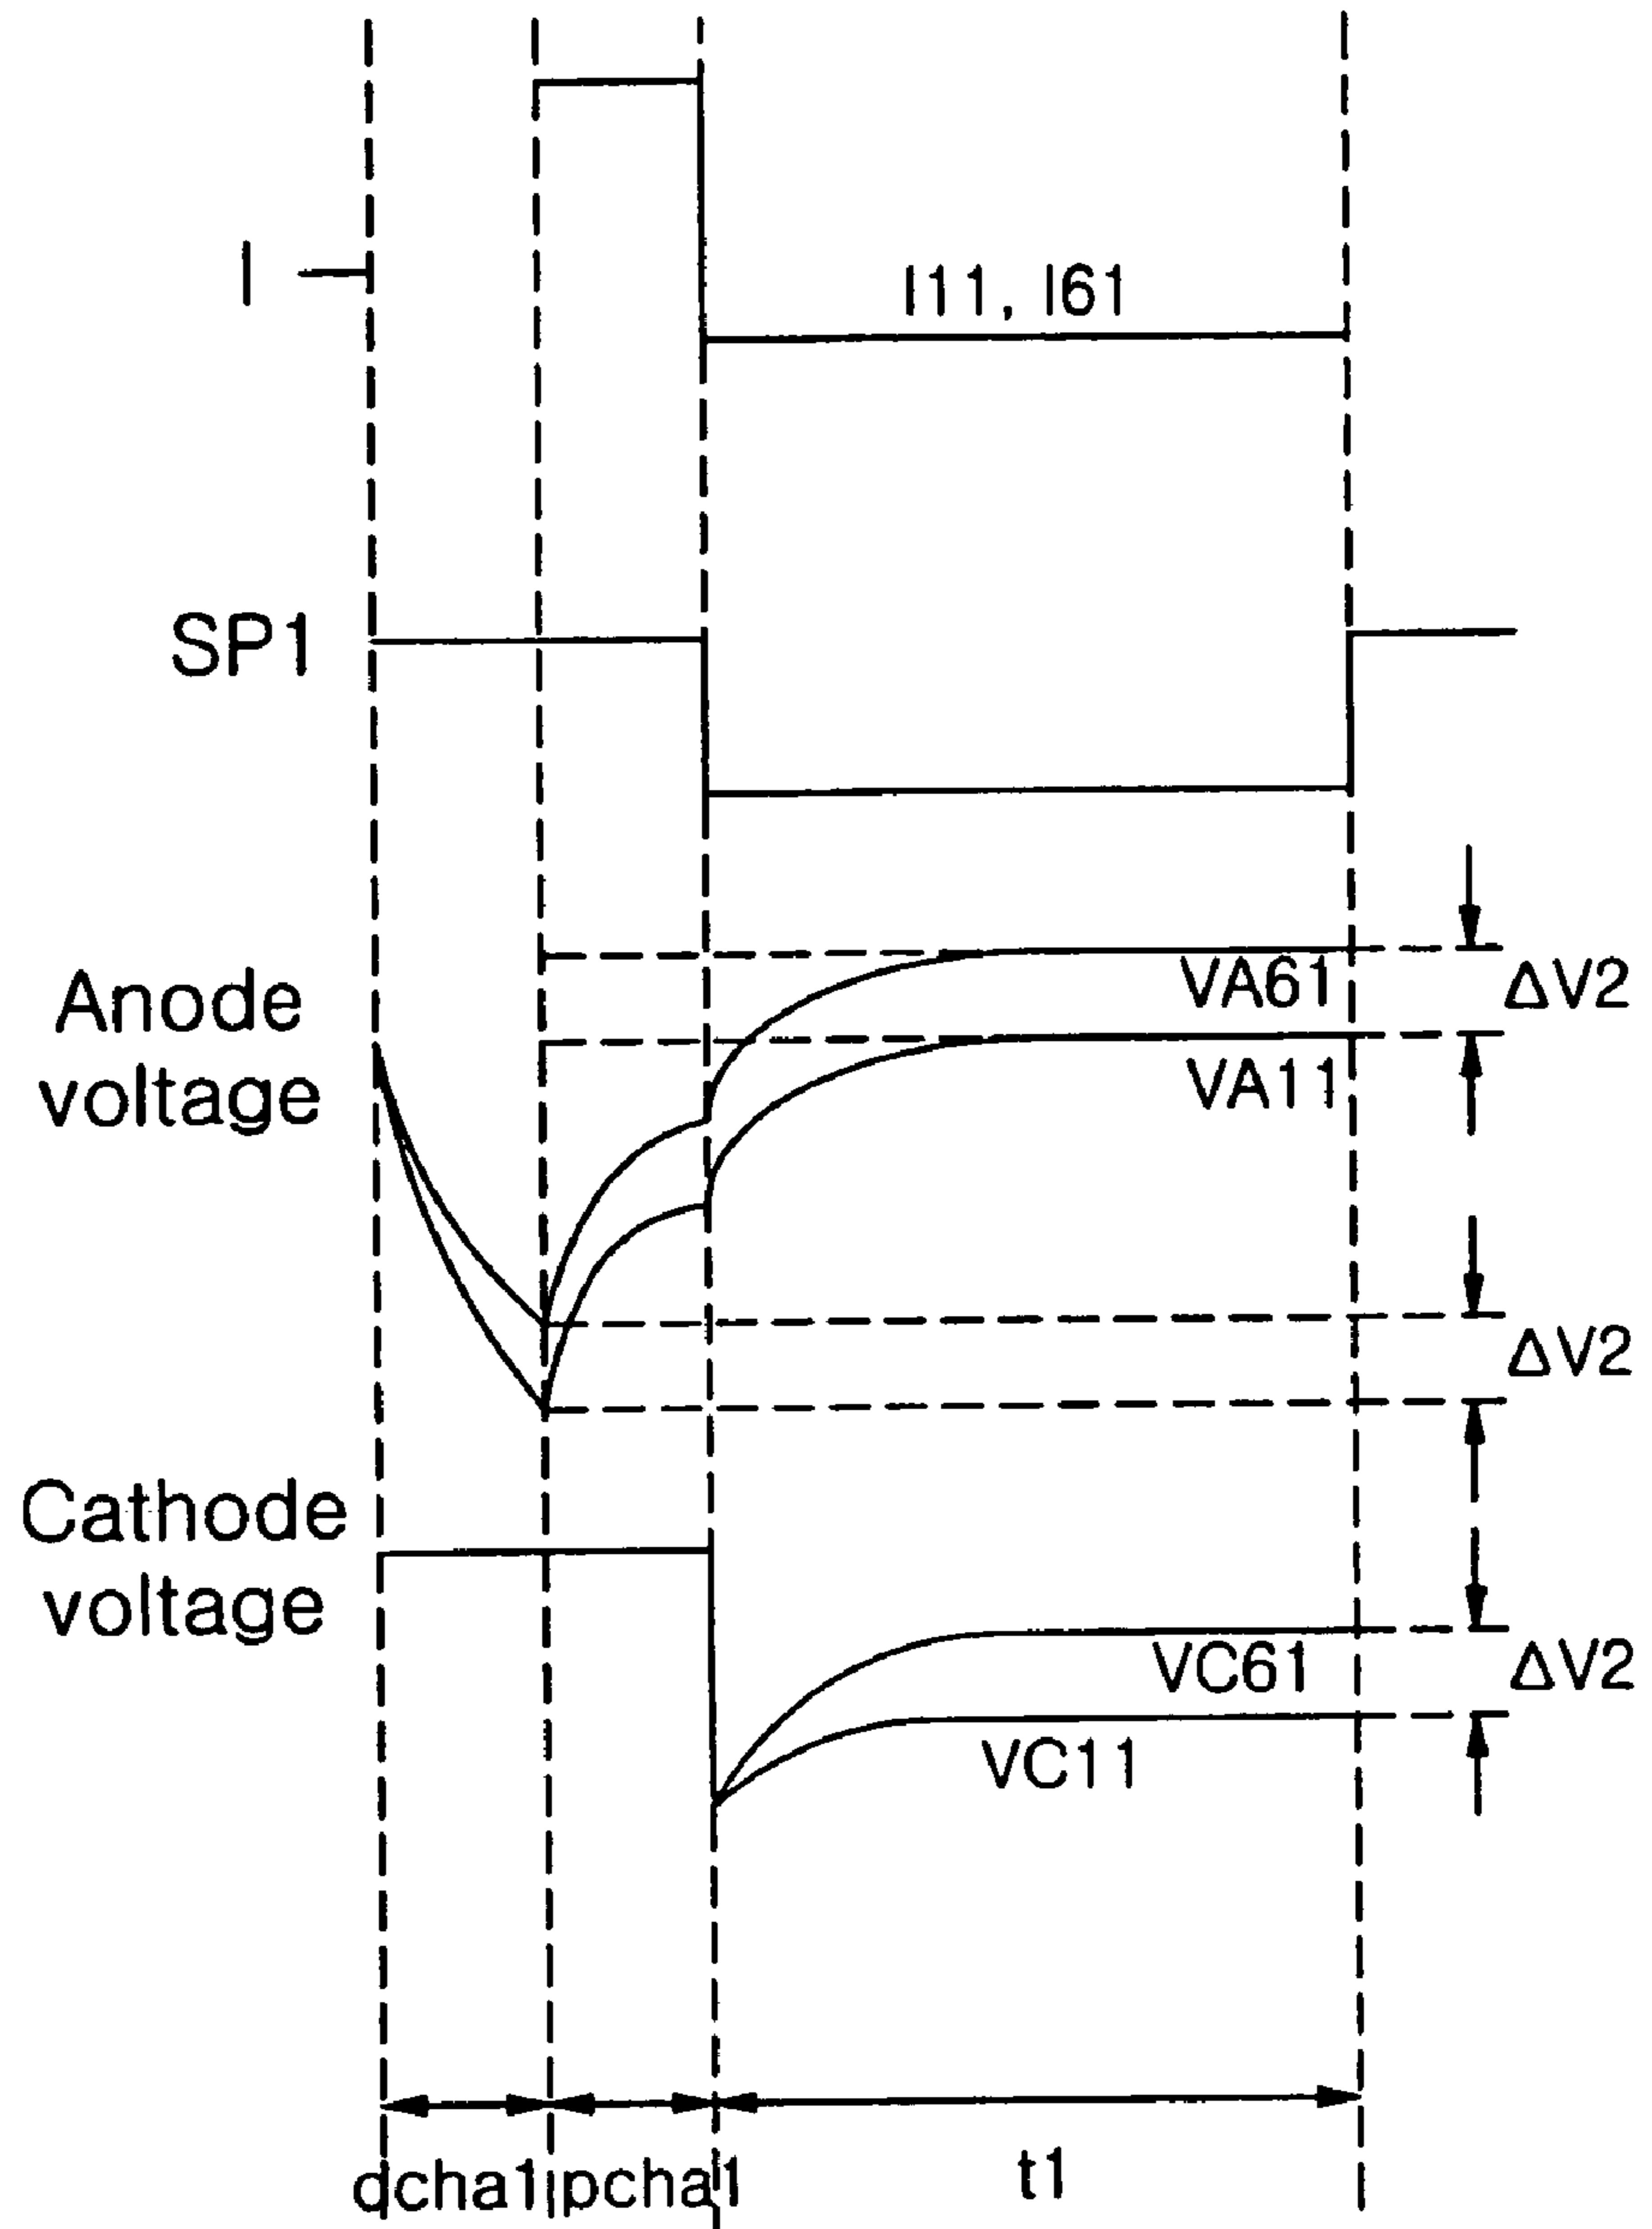 I
I11, I61
SP1
Anode
voltage
VA61
ΔV2
VA11
ΔV2
Cathode
voltage
VC61
ΔV2
VC11
dcha1
pcha1
t1